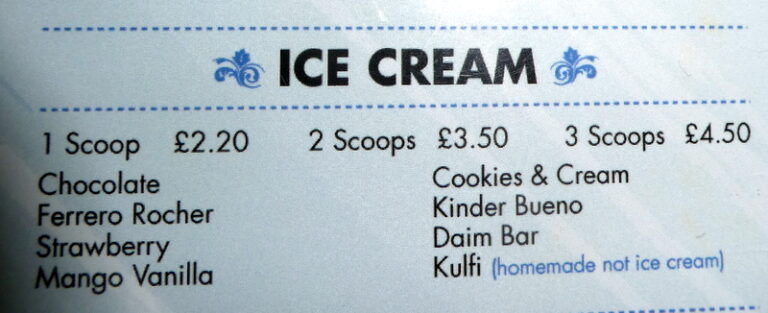 ICE CREAM
1 Scoop £2.20 2 Scoops £3.50 3 Scoops £4.50
Chocolate
Ferrero Rocher
Strawberry
Mango Vanilla
Cookies & Cream
Kinder Bueno
Daim Bar
Kulfi (homemade not ice cream)